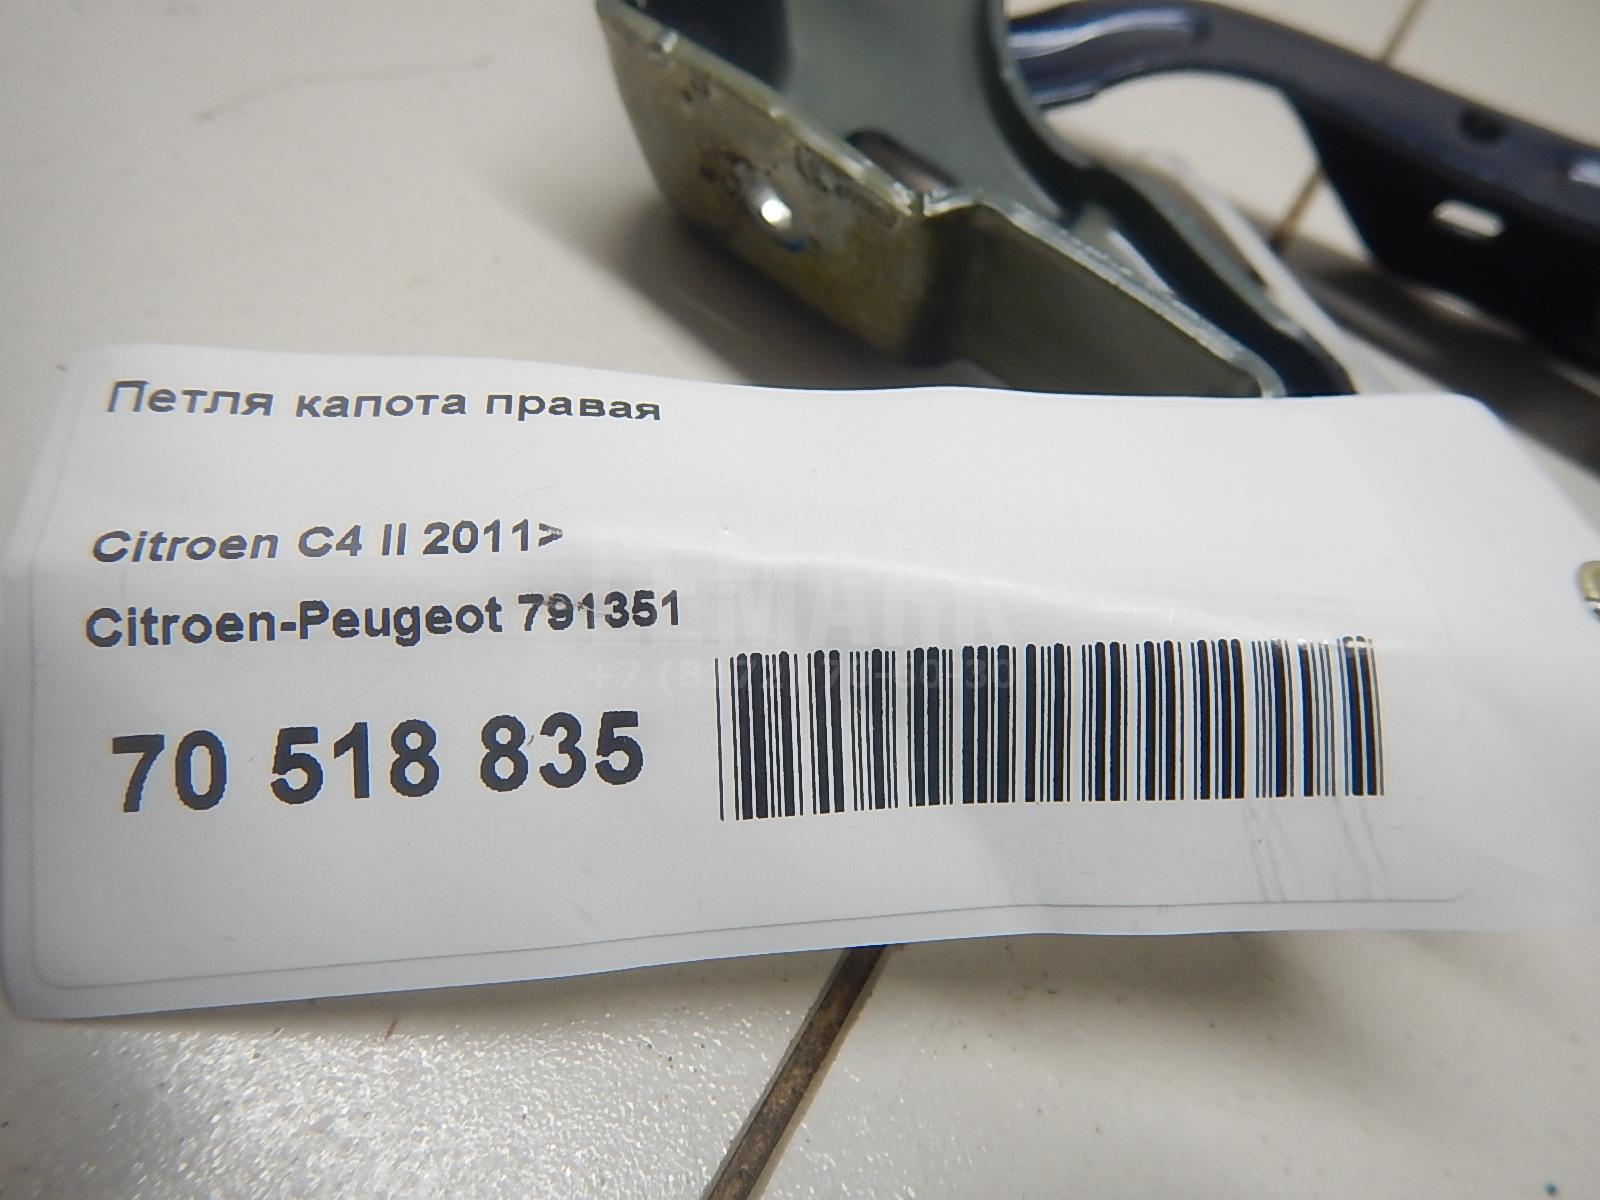 Петля капота правая
Citroen C4 II 2011>
Citroen-Peugeot 791351
70 518 835